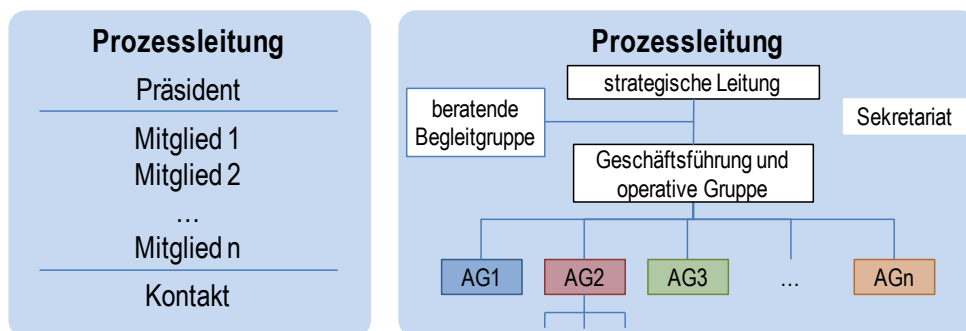 Prozessleitung
Präsident
Mitglied 1
Mitglied 2
...
Mitglied n
Kontakt
Prozessleitung
strategische Leitung
beratende
Begleitgruppe
Sekretariat
Geschäftsführung und
operative Gruppe
AG1
AG2
AG3
...
AGn